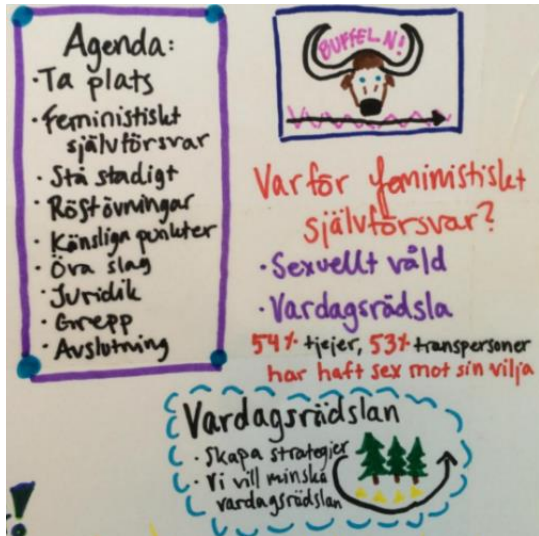 Agenda:
· Ta plats
· Feministiskt
självförsvar
· Stå stadigt
· Röstövningar
· Känsliga punkter
· Öva slag
· Juridik
· Grepp
· Avslutning
BUFFELN!
Varför feministiskt
självförsvar?
· Sexuellt våld
· Vardagsrädsla
54% tjejer, 53% transpersoner
har haft sex mot sin vilja
Vardagsrädslan
· Skapa strategier
· Vi vill minska
vardagsrädslan
!